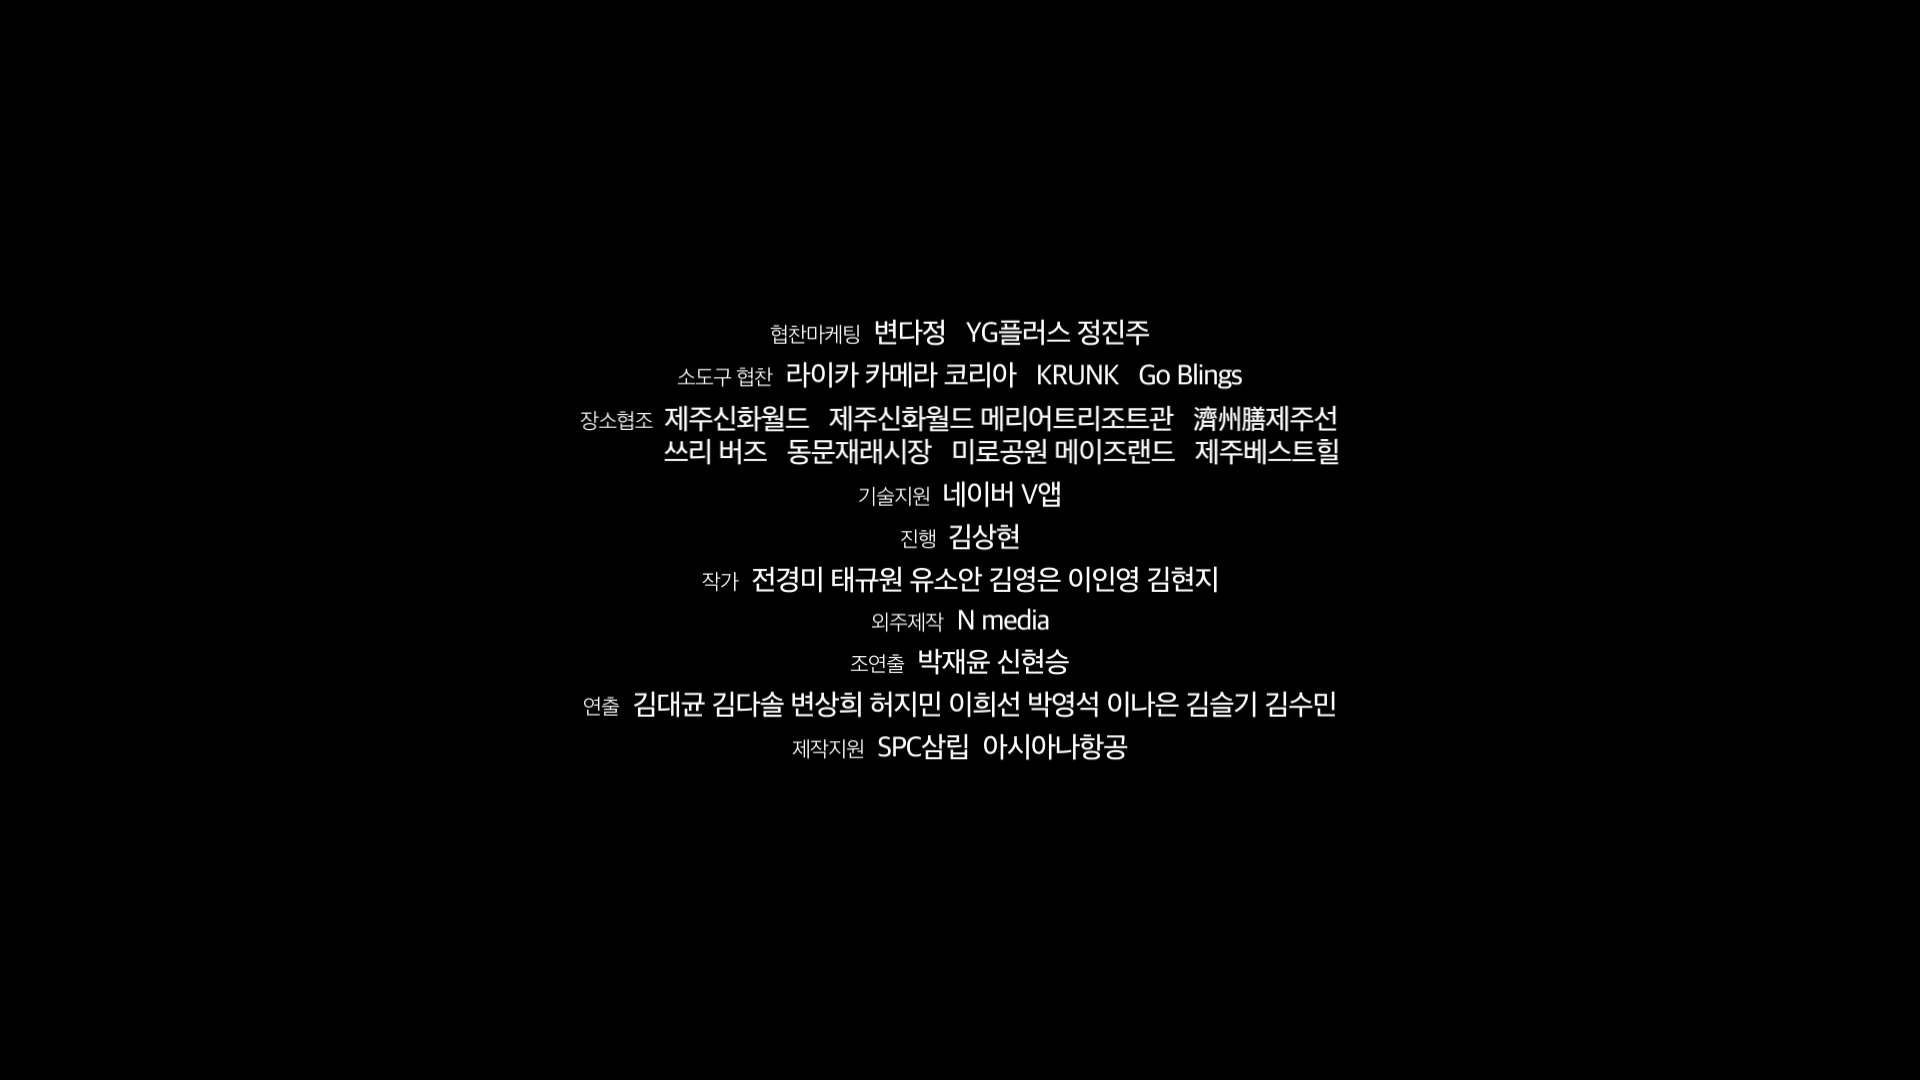 협찬마케팅 변다정 YG플러스 정진주
소도구 협찬 라이카 카메라 코리아 KRUNK Go Blings
장소협조 제주신화월드 제주신화월드 메리어트리조트관 濟州膳제주선
쓰리 버즈 동문재래시장 미로공원 메이즈랜드 제주베스트힐
기술지원 네이버 V앱
진행 김상현
작가 전경미 태규원 유소안 김영은 이인영 김현지
외주제작 N media
조연출 박재윤 신현승
연출 김대균 김다솔 변상희 허지민 이희선 박영석 이나은 김슬기 김수민
제작지원 SPC삼립 아시아나항공